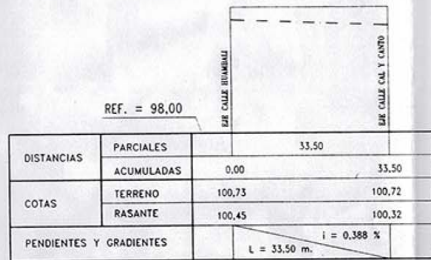 EJE CALLE HUAMBALI
EJE CALLE CAL Y CANTO
REF. = 98,00
DISTANCIAS PARCIALES 33,50
ACUMULADAS 0,00 33,50
COTAS TERRENO 100,73 100,72
RASANTE 100,45 100,32
PENDIENTES Y GRADIENTES L = 33,50 m. i = 0,388 %